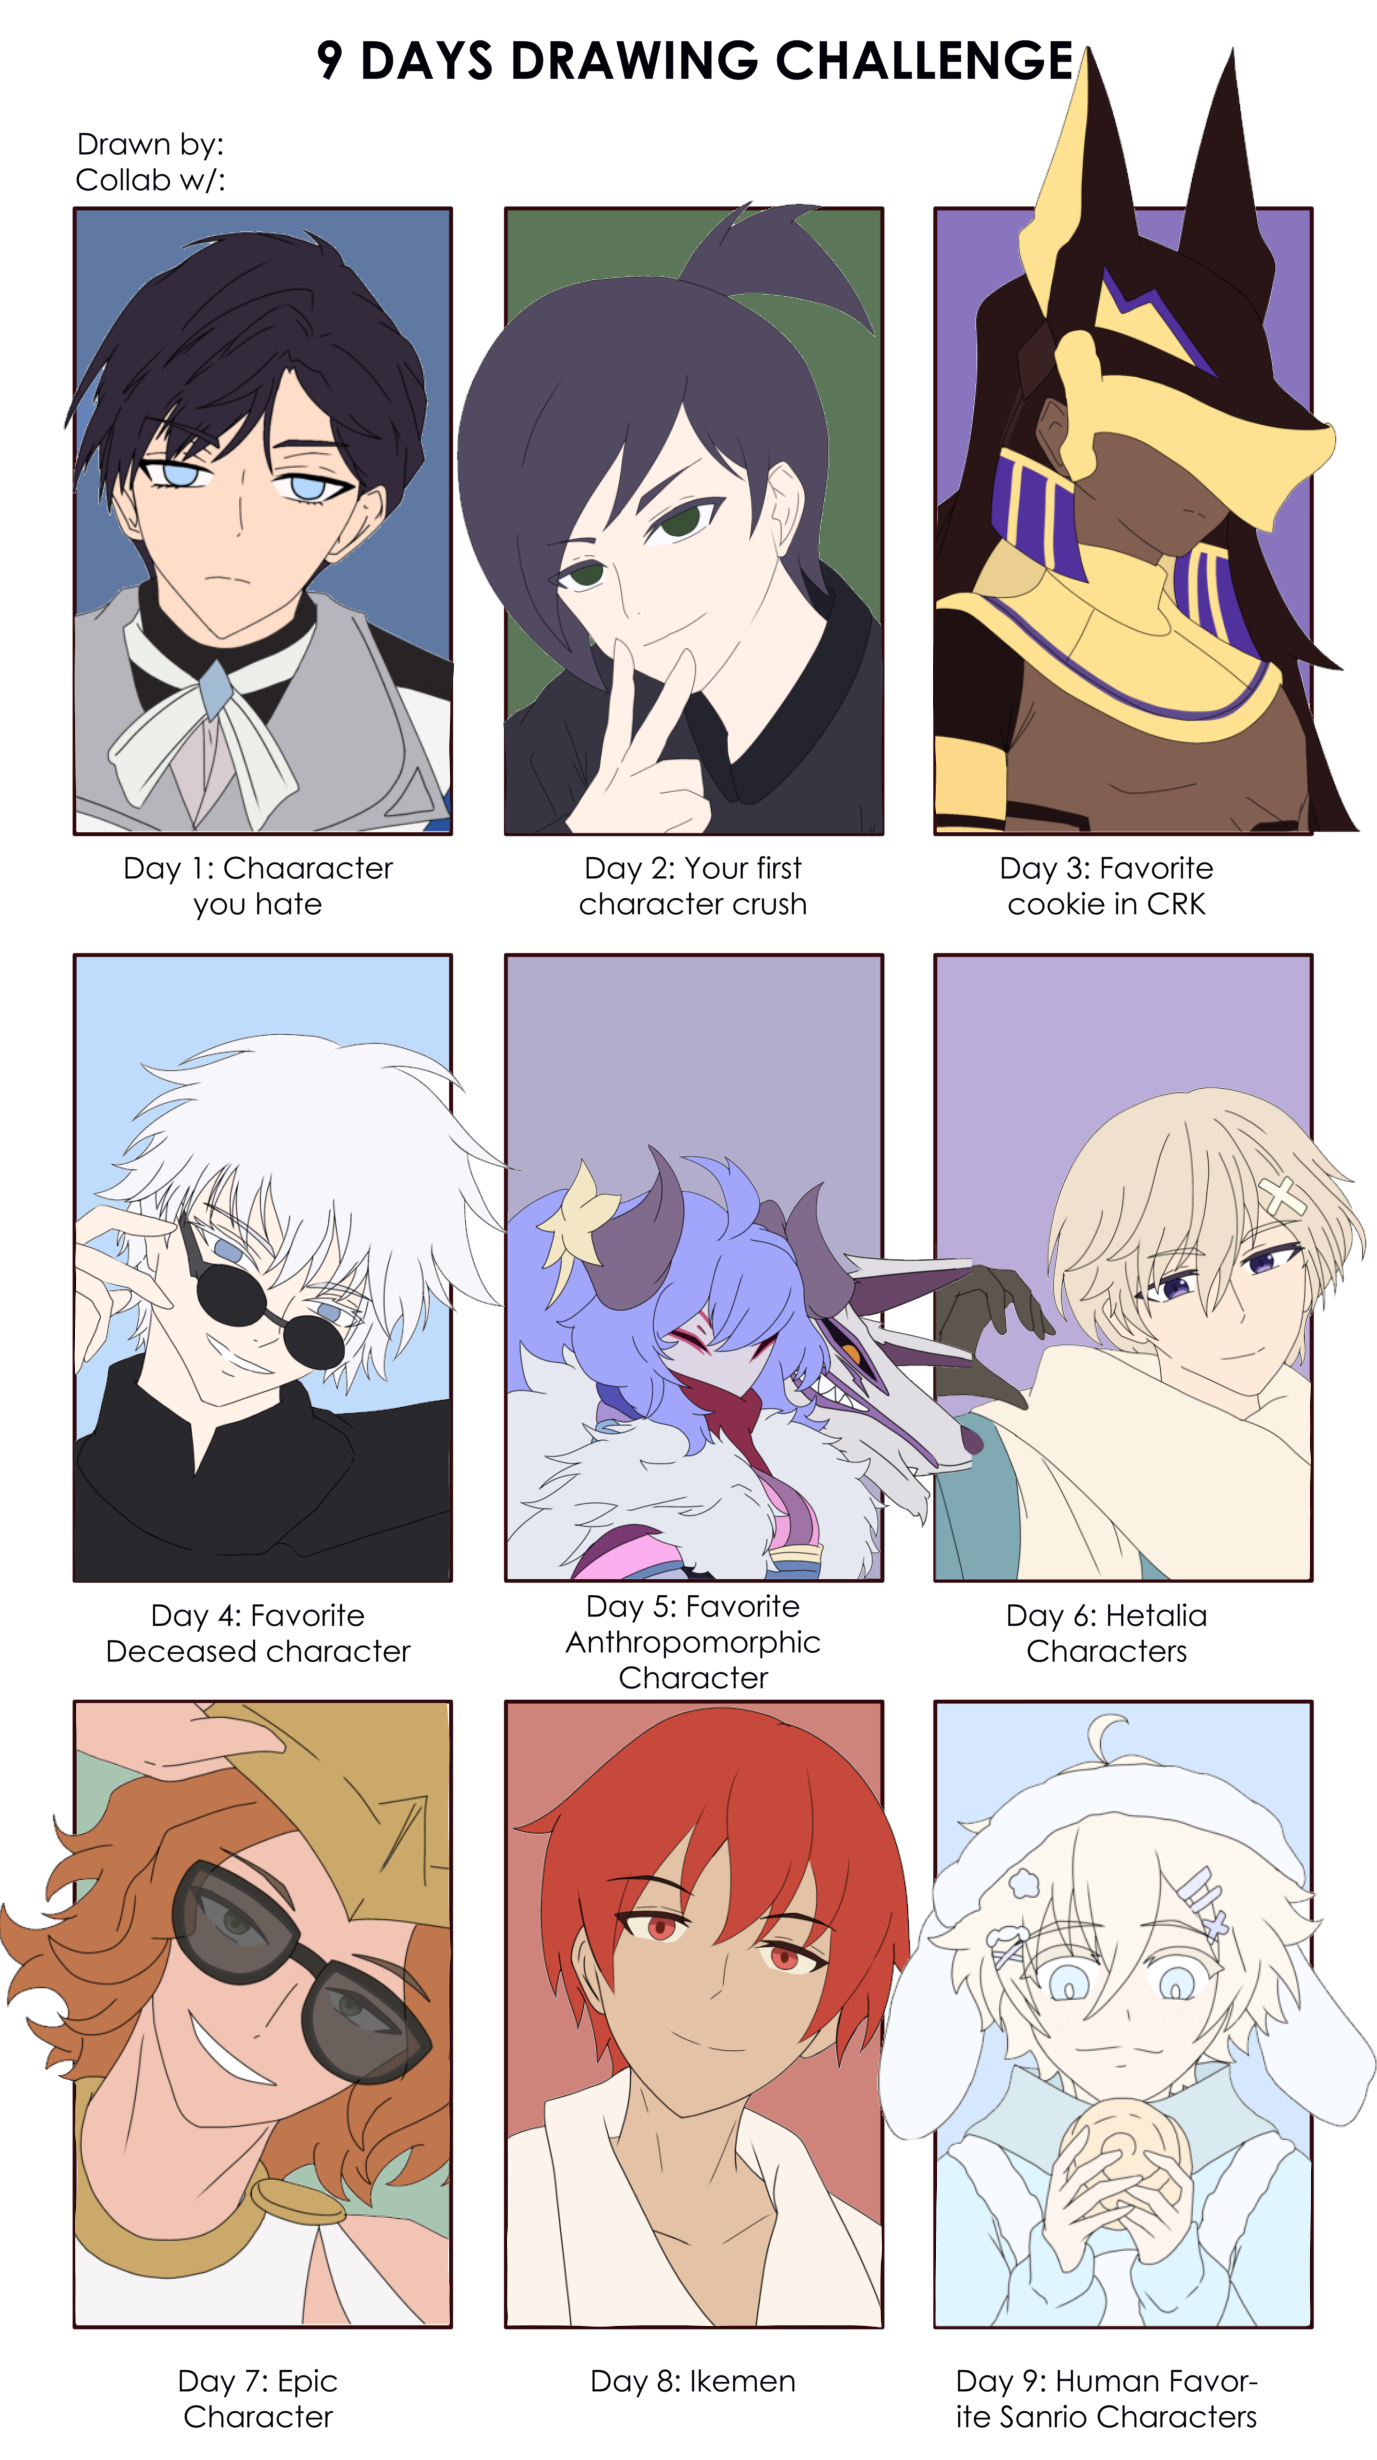 9 DAYS DRAWING CHALLENGE
Drawn by:
Collab w/:
Day 1: Chaaracter
you hate
Day 2: Your first
character crush
Day 3: Favorite
cookie in CRK
Day 4: Favorite
Deceased character
Day 5: Favorite
Anthropomorphic
Character
Day 6: Hetalia
Characters
Day 7: Epic
Character
Day 8: Ikemen
Day 9: Human Favor-
ite Sanrio Characters